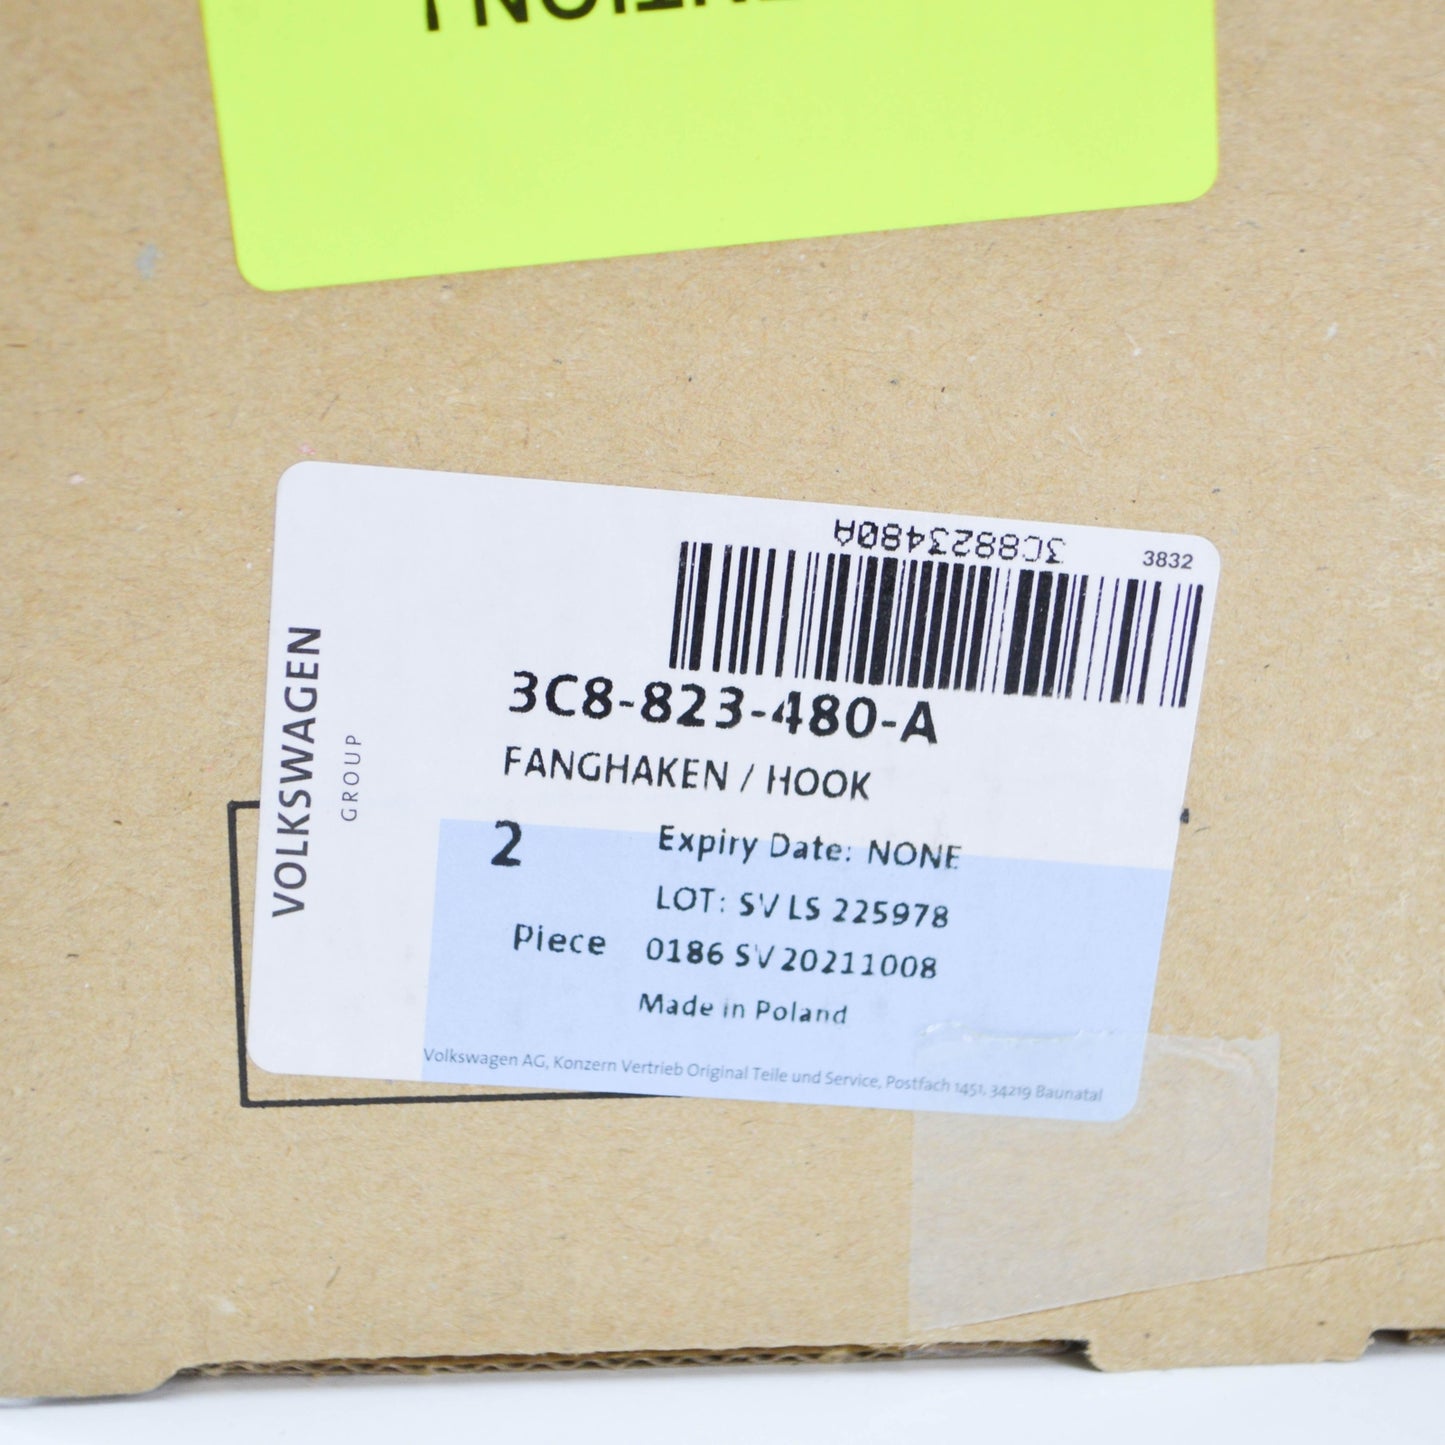 3C8823480A
3832
3C8-823-480-A
FANGHAKEN / HOOK
2
Expiry Date: NONE
LOT: SV LS 225978
Piece
0186 SV 20211008
Made in Poland
Volkswagen AG, Konzern Vertrieb Original Teile und Service, Postfach 1451, 34219 Baunatal
VOLKSWAGEN
GROUP